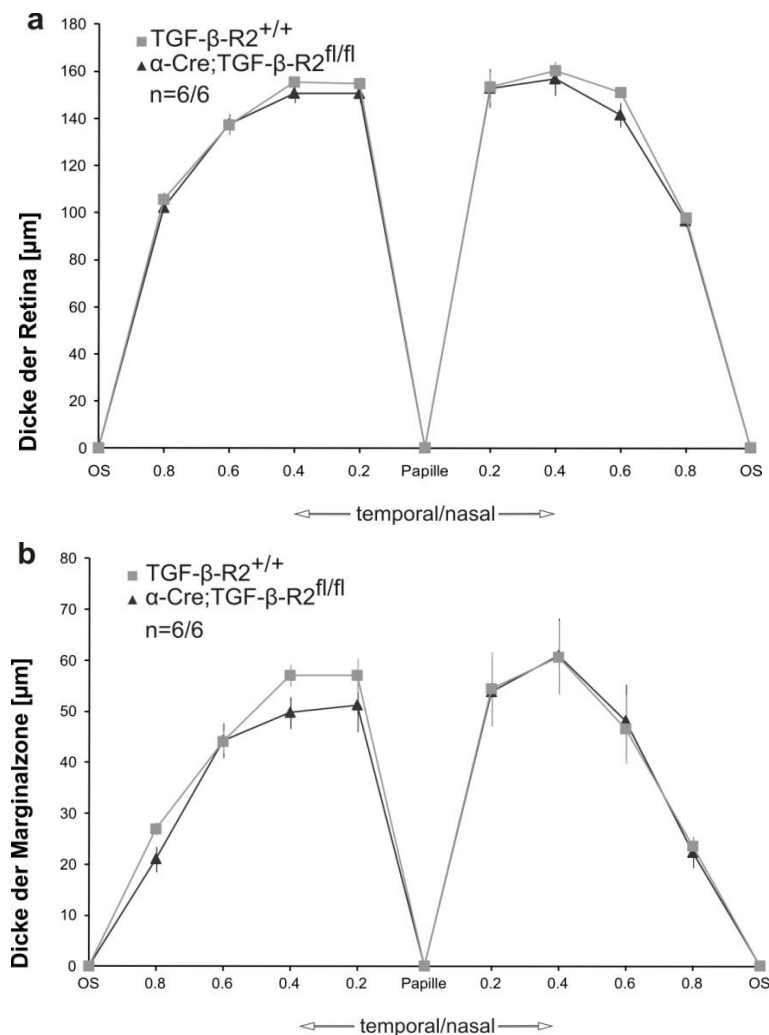 a
180
TGF-β-R2+/+
160
α-Cre;TGF-β-R2fl/fl
140
n=6/6
120
100
80
60
40
20
0
Dicke der Retina [µm]
OS 0.8 0.6 0.4 0.2 Papille 0.2 0.4 0.6 0.8 OS
temporal/nasal
b
80
TGF-β-R2+/+
70
α-Cre;TGF-β-R2fl/fl
n=6/6
60
50
40
30
20
10
0
Dicke der Marginalzone [µm]
OS 0.8 0.6 0.4 0.2 Papille 0.2 0.4 0.6 0.8 OS
temporal/nasal